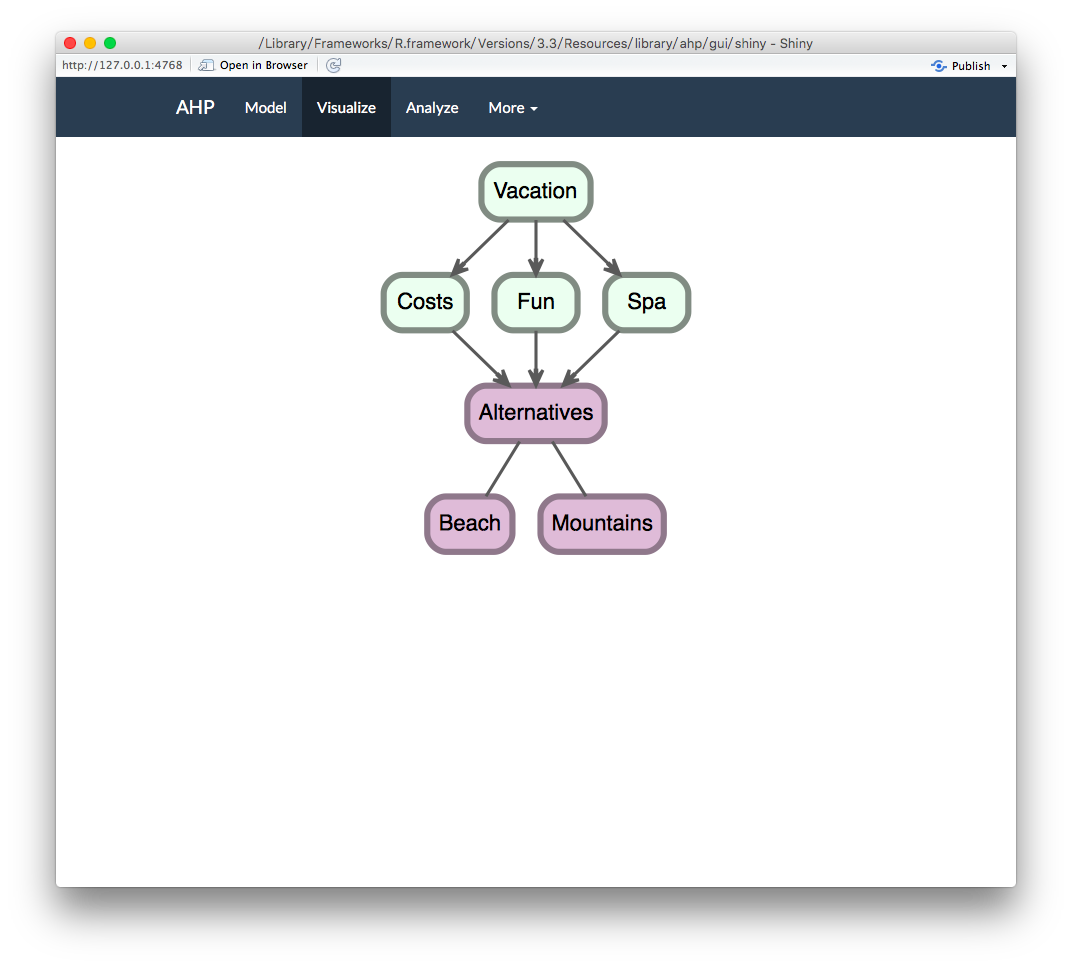 /Library/Frameworks/R.framework/Versions/3.3/Resources/library/ahp/gui/shiny - Shiny
http://127.0.0.1:4768 Open in Browser Publish
AHP Model Visualize Analyze More
Vacation
Costs Fun Spa
Alternatives
Beach Mountains